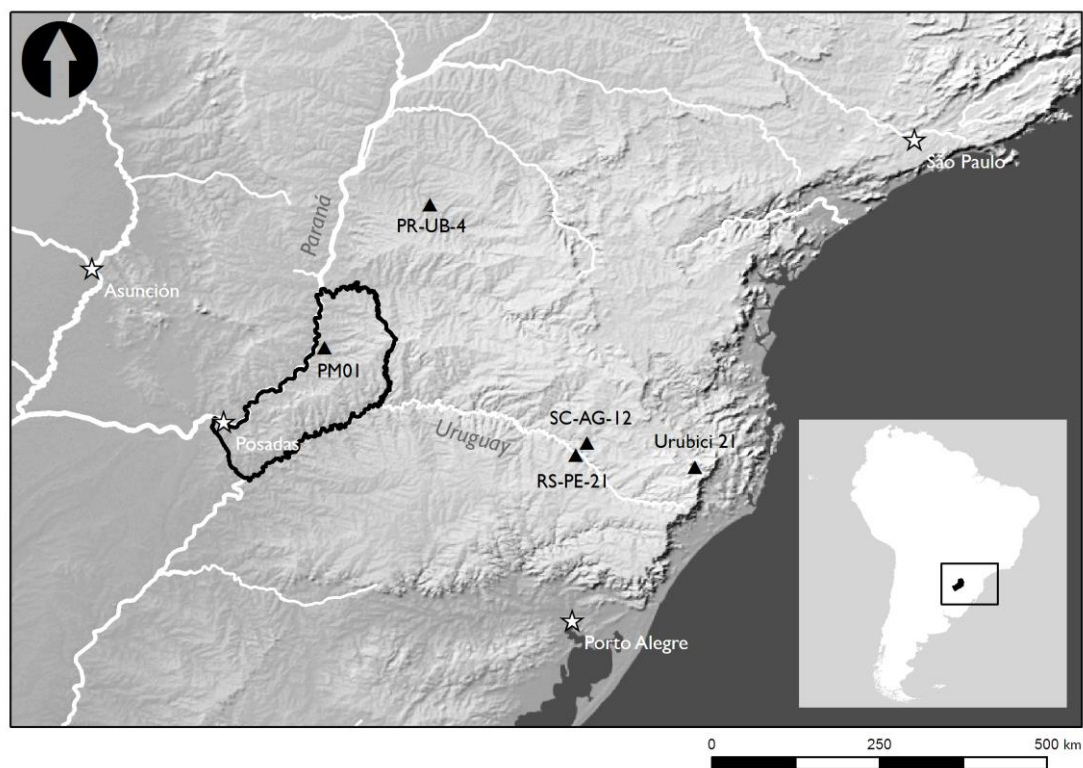 São Paulo
Paraná
PR-UB-4
Asunción
PM01
SC-AG-12
Uruguay
Urubici 21
Posadas
RS-PE-21
Porto Alegre
0 250 500 km